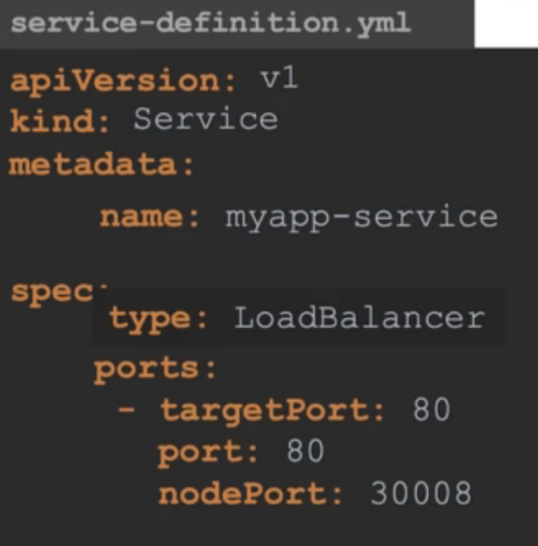 service-definition.yml
apiVersion: v1
kind: Service
metadata:
name: myapp-service
spec:
type: LoadBalancer
ports:
- targetPort: 80
port: 80
nodePort: 30008